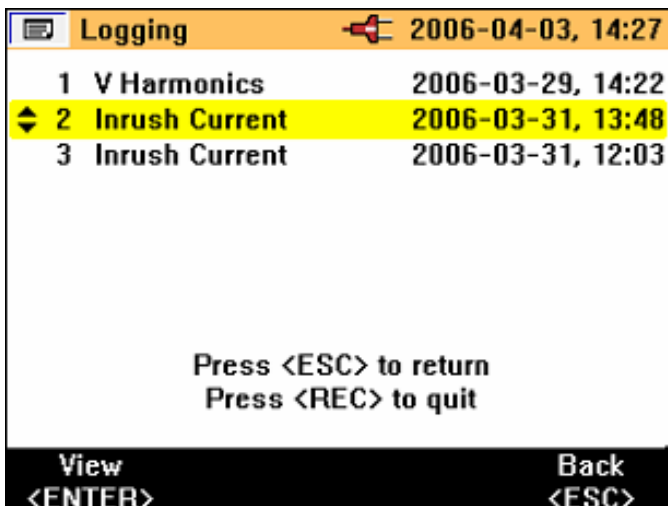 Logging 2006-04-03, 14:27
1 V Harmonics 2006-03-29, 14:22
2 Inrush Current 2006-03-31, 13:48
3 Inrush Current 2006-03-31, 12:03
Press <ESC> to return
Press <REC> to quit
View Back
<ENTER> <ESC>